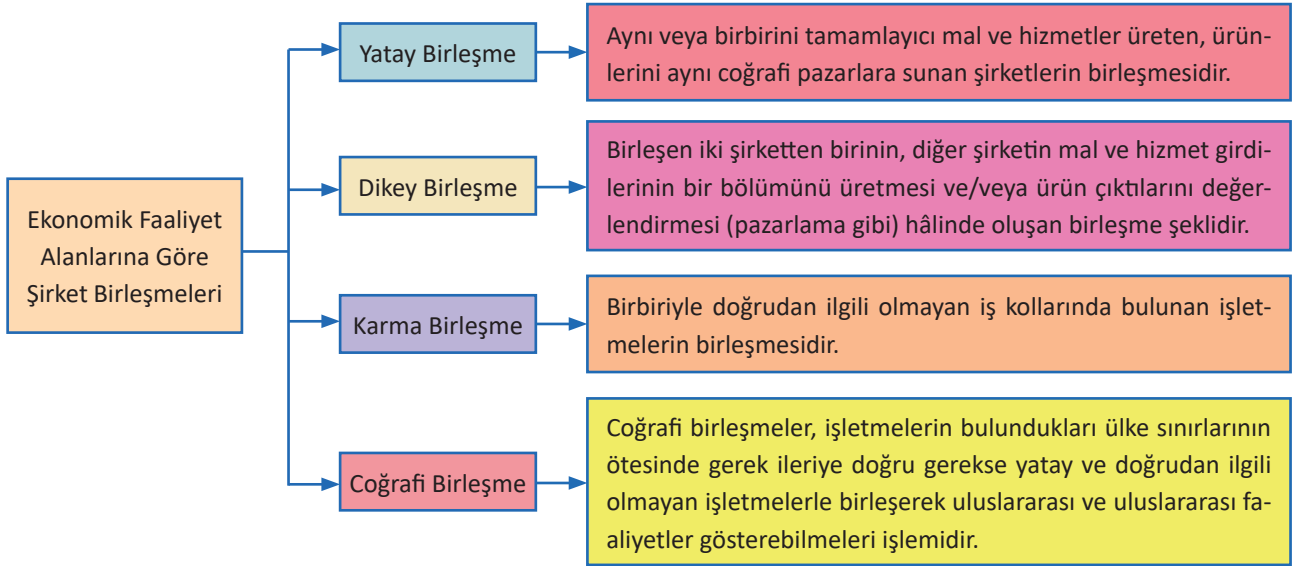 Ekonomik Faaliyet
Alanlarına Göre
Şirket Birleşmeleri
Yatay Birleşme
Aynı veya birbirini tamamlayıcı mal ve hizmetler üreten, ürün-
lerini aynı coğrafi pazarlara sunan şirketlerin birleşmesidir.
Dikey Birleşme
Birleşen iki şirketten birinin, diğer şirketin mal ve hizmet girdi-
lerinin bir bölümünü üretmesi ve/veya ürün çıktılarını değer-
lendirmesi (pazarlama gibi) hâlinde oluşan birleşme şeklidir.
Karma Birleşme
Birbiriyle doğrudan ilgili olmayan iş kollarında bulunan işlet-
melerin birleşmesidir.
Coğrafi Birleşme
Coğrafi birleşmeler, işletmelerin bulundukları ülke sınırlarının
ötesinde gerek ileriye doğru gerekse yatay ve doğrudan ilgili
olmayan işletmelerle birleşerek uluslararası ve uluslararası fa-
aliyetler gösterebilmeleri işlemidir.